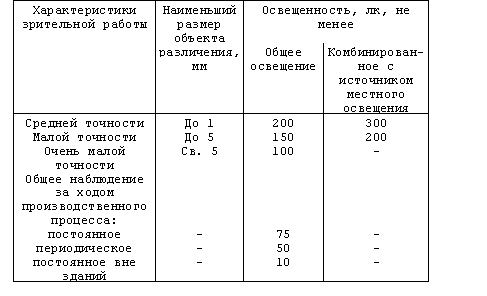 Характеристики Наименьший Освещенность, лк, не
зрительной работы размер менее
объекта
различения, Общее Комбинирован-
мм освещение ное с
источником
местного
освещения
Средней точности До 1 200 300
Малой точности До 5 150 200
Очень малой Св. 5 100 -
точности
Общее наблюдение
за ходом
производственного
процесса:
постоянное - 75 -
периодическое - 50 -
постоянное вне - 10 -
зданий